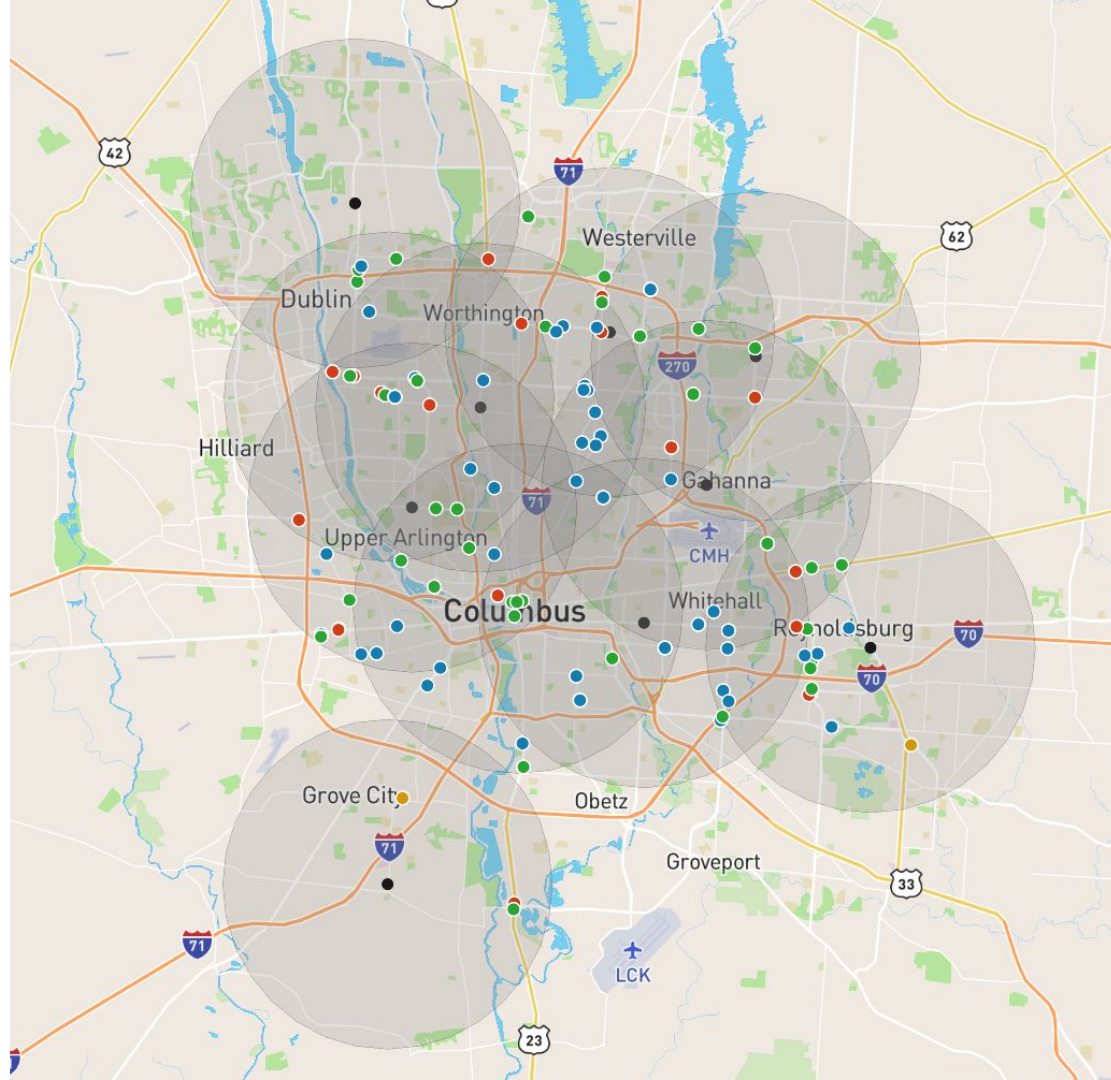 71
42
Westerville
62
Dublin
Worthington
270
Hilliard
Gahanna
71
Upper Arlington
CMH
Columbus
Whitehall
Reynoldsburg
70
70
Grove City
Obetz
71
Groveport
33
71
LCK
23